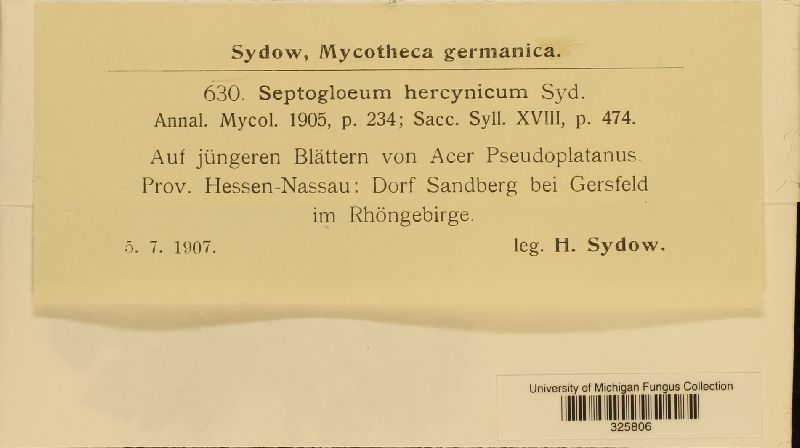 Sydow, Mycotheca germanica.
630. Septogloeum hercynicum Syd.
Annal. Mycol. 1905, p. 234; Sacc. Syll. XVIII, p. 474.
Auf jüngeren Blättern von Acer Pseudoplatanus.
Prov. Hessen-Nassau: Dorf Sandberg bei Gersfeld
im Rhöngebirge.
5. 7. 1907. leg. H. Sydow.
University of Michigan Fungus Collection
325806